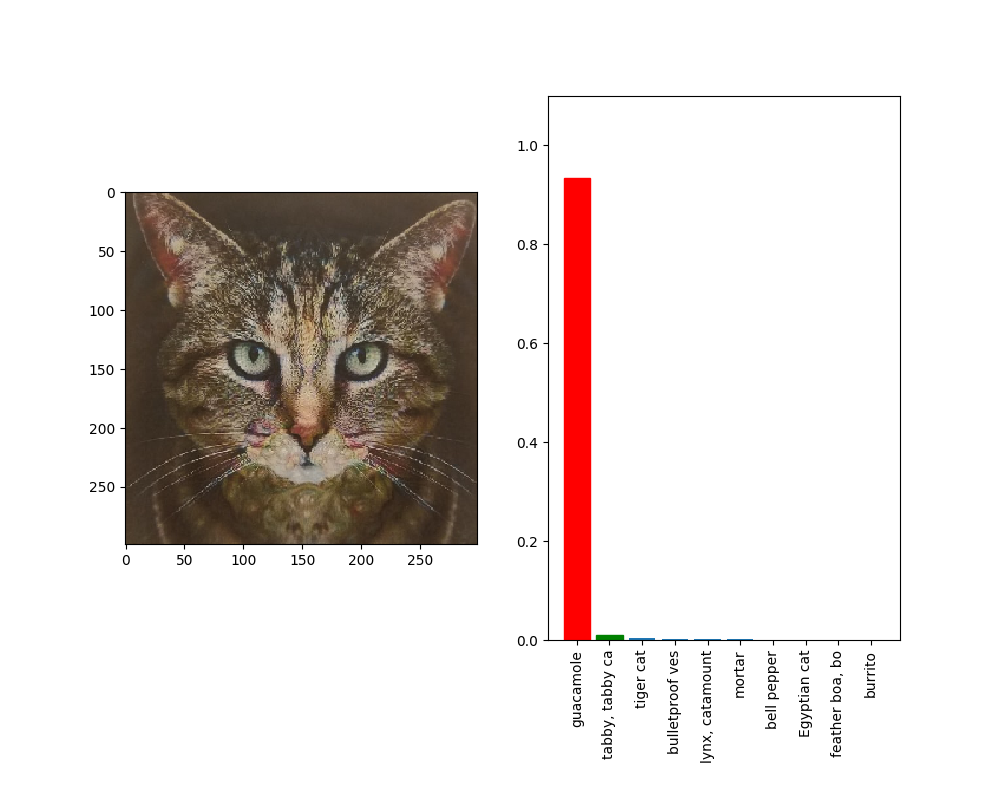 0
50
100
150
200
250
0 50 100 150 200 250
1.0
0.8
0.6
0.4
0.2
0.0
guacamole
tabby, tabby ca
tiger cat
bulletproof ves
lynx, catamount
mortar
bell pepper
Egyptian cat
feather boa, bo
burrito